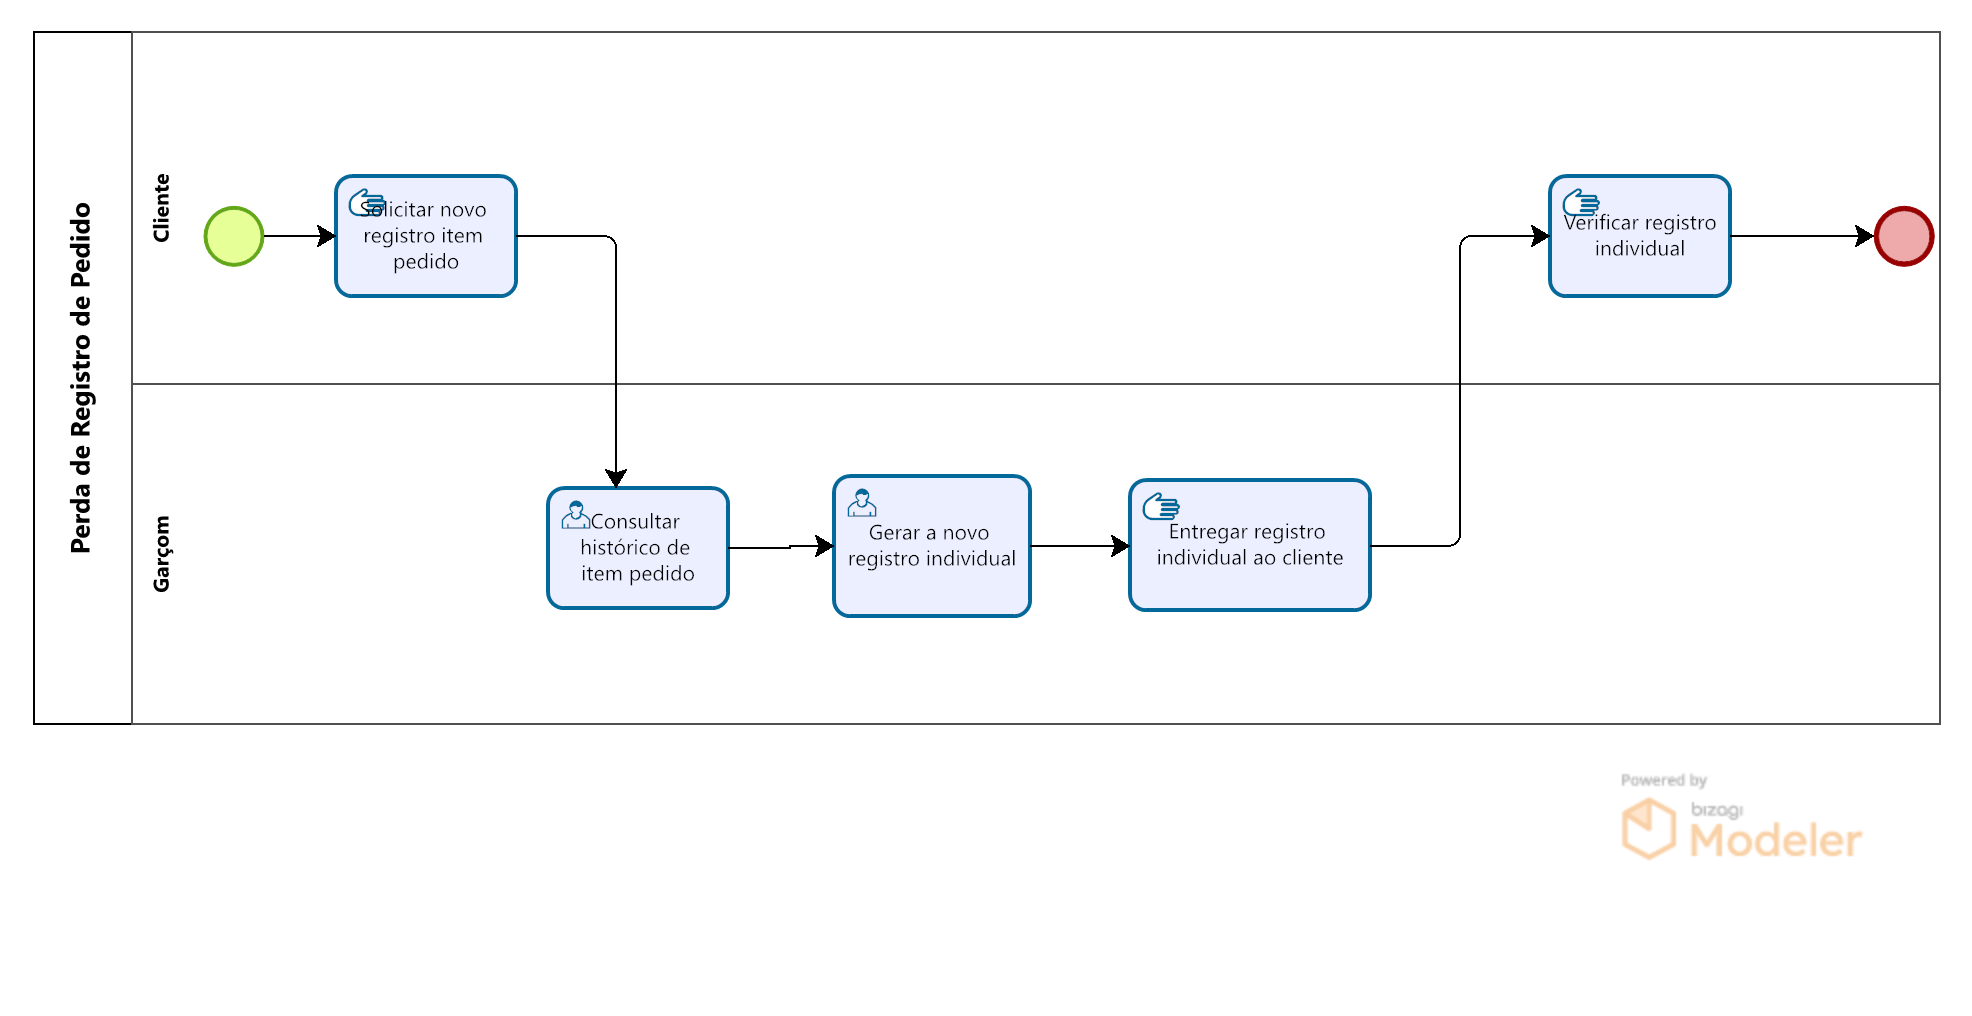 Perda de Registro de Pedido
Cliente
Solicitar novo
registro item
pedido
Verificar registro
individual
Garçom
Consultar
histórico de
item pedido
Gerar a novo
registro individual
Entregar registro
individual ao cliente
Powered by
bizagi
Modeler